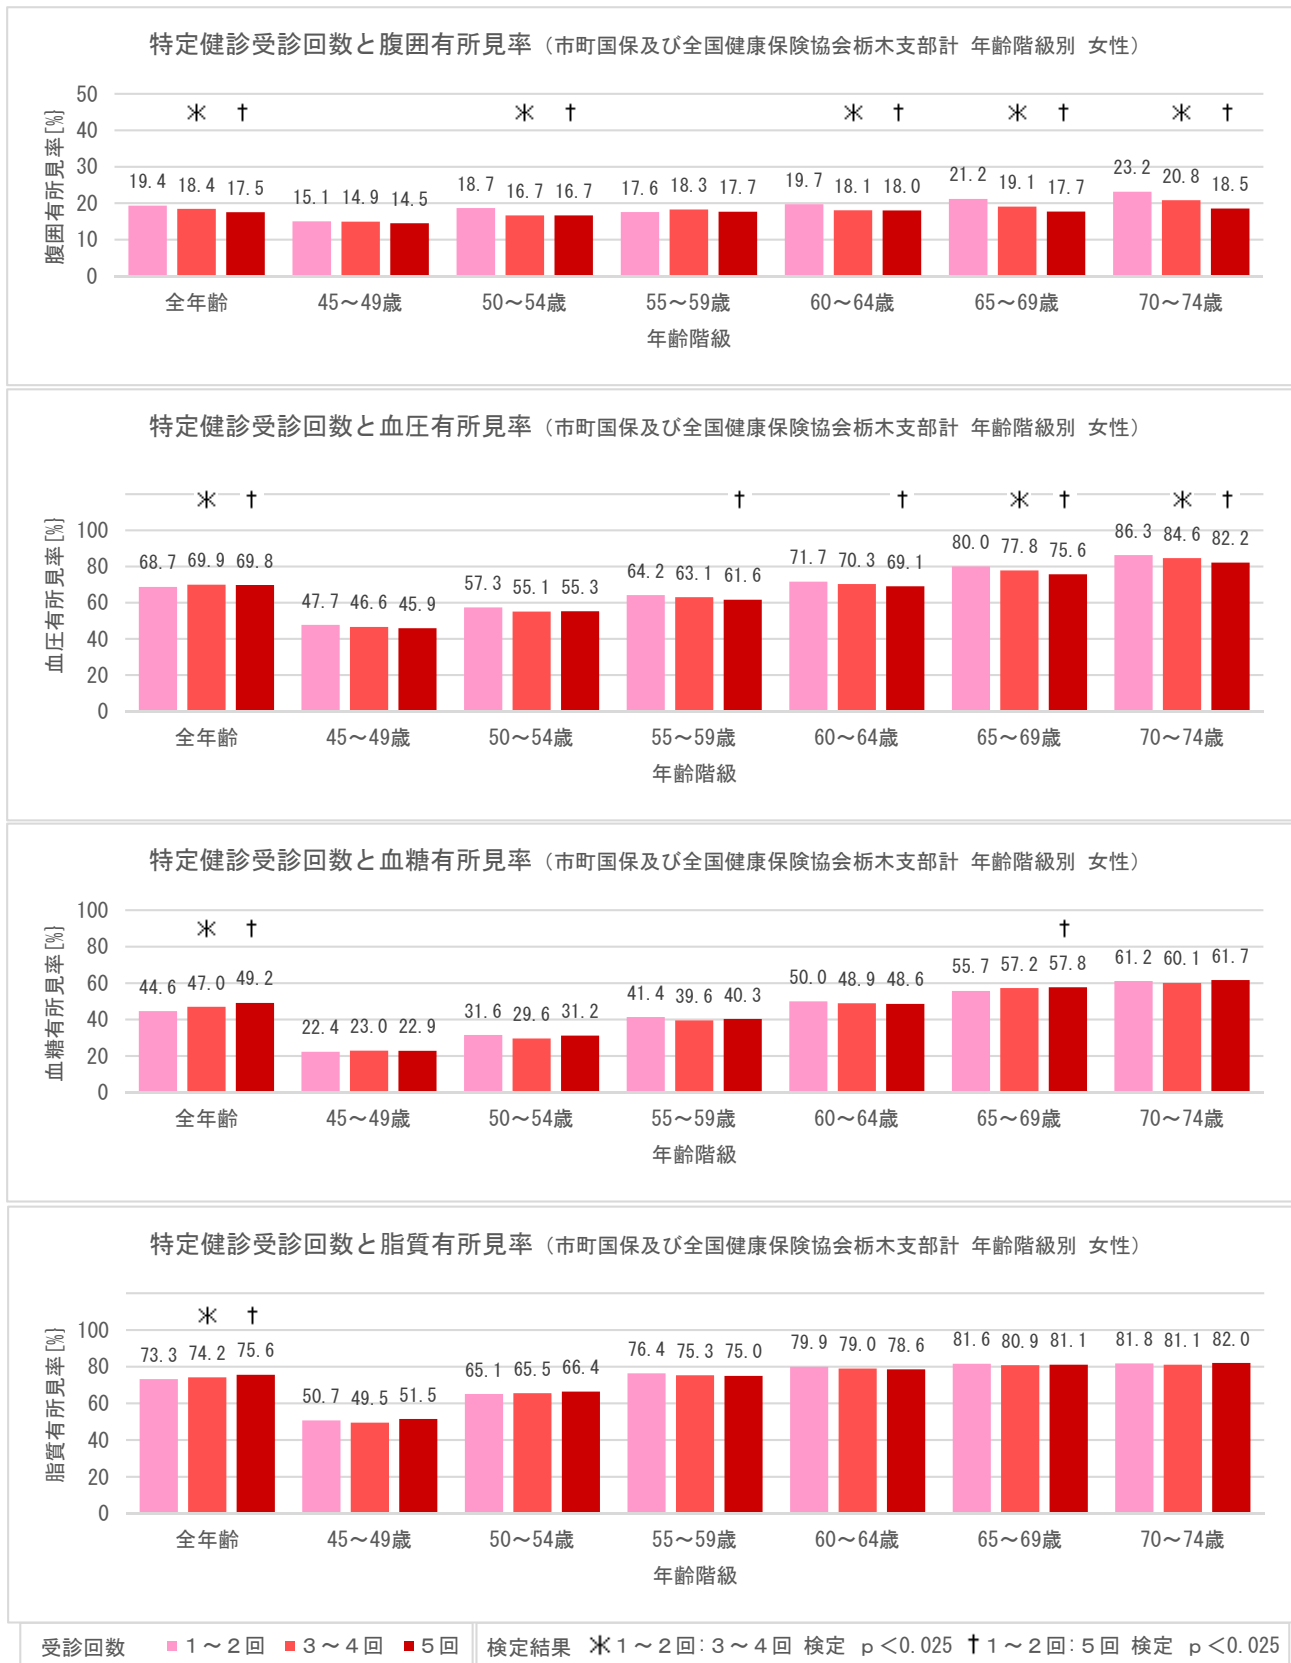 特定健診受診回数と腹囲有所見率（市町国保及び全国健康保険協会栃木支部計 年齢階級別 女性）
腹囲有所見率[%]
50
40
30
20
10
0
＊ † ＊ † ＊ † ＊ † ＊ †
19.4 18.4 17.5 15.1 14.9 14.5 18.7 16.7 16.7 17.6 18.3 17.7 19.7 18.1 18.0 21.2 19.1 17.7 23.2 20.8 18.5
全年齢 45～49歳 50～54歳 55～59歳 60～64歳 65～69歳 70～74歳
年齢階級
特定健診受診回数と血圧有所見率（市町国保及び全国健康保険協会栃木支部計 年齢階級別 女性）
血圧有所見率[%]
100
80
60
40
20
0
＊ † † † ＊ † ＊ †
68.7 69.9 69.8 47.7 46.6 45.9 57.3 55.1 55.3 64.2 63.1 61.6 71.7 70.3 69.1 80.0 77.8 75.6 86.3 84.6 82.2
全年齢 45～49歳 50～54歳 55～59歳 60～64歳 65～69歳 70～74歳
年齢階級
特定健診受診回数と血糖有所見率（市町国保及び全国健康保険協会栃木支部計 年齢階級別 女性）
血糖有所見率[%]
100
80
60
40
20
0
＊ † †
44.6 47.0 49.2 22.4 23.0 22.9 31.6 29.6 31.2 41.4 39.6 40.3 50.0 48.9 48.6 55.7 57.2 57.8 61.2 60.1 61.7
全年齢 45～49歳 50～54歳 55～59歳 60～64歳 65～69歳 70～74歳
年齢階級
特定健診受診回数と脂質有所見率（市町国保及び全国健康保険協会栃木支部計 年齢階級別 女性）
脂質有所見率[%]
100
80
60
40
20
0
＊ †
73.3 74.2 75.6 50.7 49.5 51.5 65.1 65.5 66.4 76.4 75.3 75.0 79.9 79.0 78.6 81.6 80.9 81.1 81.8 81.1 82.0
全年齢 45～49歳 50～54歳 55～59歳 60～64歳 65～69歳 70～74歳
年齢階級
受診回数 １～２回 ３～４回 ５回 検定結果 ＊１～２回:３～４回 検定 ｐ＜0.025 †１～２回:５回 検定 ｐ＜0.025